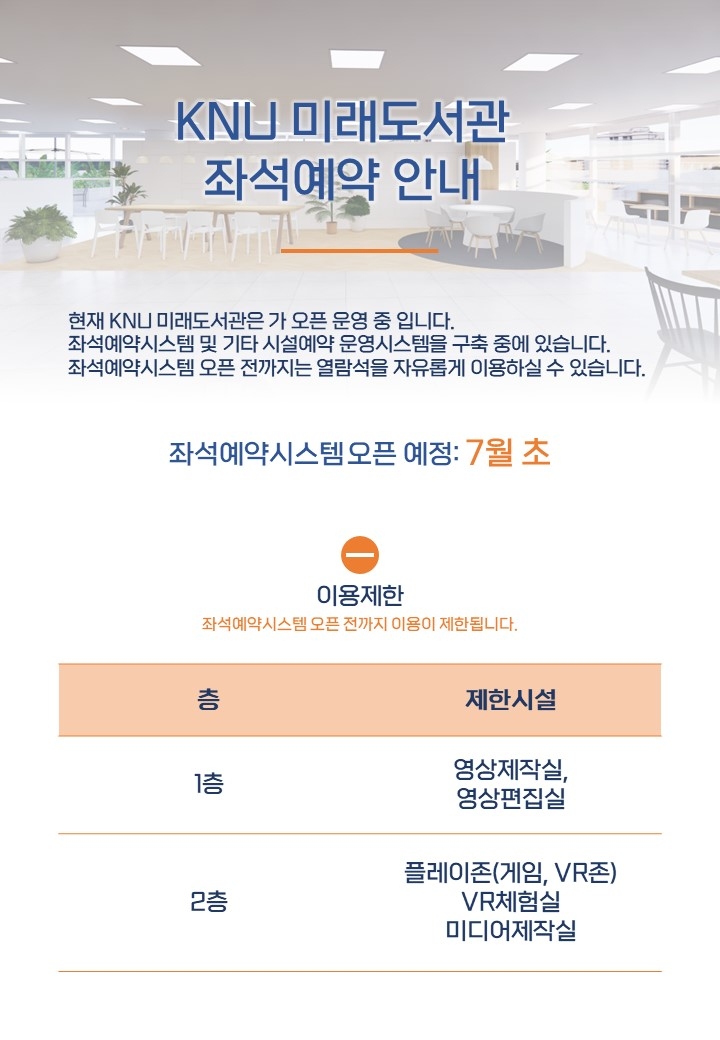 KNU 미래도서관
좌석예약 안내
현재 KNU 미래도서관은 가 오픈 운영 중 입니다.
좌석예약시스템 및 기타 시설예약 운영시스템을 구축 중에 있습니다.
좌석예약시스템 오픈 전까지는 열람석을 자유롭게 이용하실 수 있습니다.
좌석예약시스템 오픈 예정: 7월 초
이용제한
좌석예약시스템 오픈 전까지 이용이 제한됩니다.
층 제한시설
1층 영상제작실,
영상편집실
2층 플레이존(게임, VR존)
VR체험실
미디어제작실